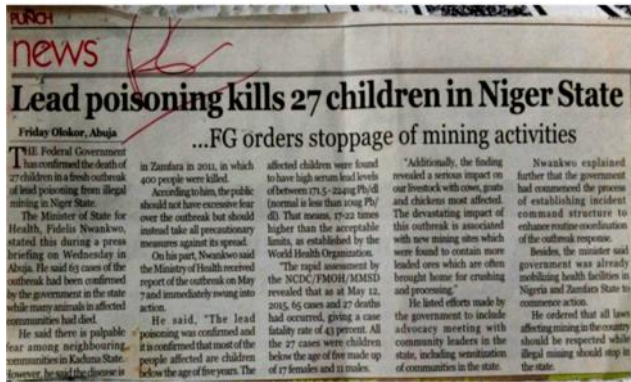 PUNCH
news
Lead poisoning kills 27 children in Niger State
Friday Olokor, Abuja
...FG orders stoppage of mining activities
THE Federal Government
has confirmed the death of
27 children in a fresh outbreak
of lead poisoning from illegal
mining in Niger State.
The Minister of State for
Health, Fidelis Nwankwo,
stated this during a press
briefing on Wednesday in
Abuja. He said 63 cases of the
outbreak had been confirmed
by the government in the state
while many animals in affected
communities had died.
He said there is palpable
fear among neighbouring
communities in Kaduna State.
However, he said the disease is
in Zamfara in 2011, in which
400 people were killed.
According to him, the public
should not have excessive fear
over the outbreak but should
instead take all precautionary
measures against its spread.
On his part, Nwankwo said
the Ministry of Health received
report of the outbreak on May
7 and immediately swung into
action.
He said, "The lead
poisoning was confirmed and
it is confirmed that most of the
people affected are children
below the age of five years. The
affected children were found
to have high serum lead levels
of between 171.5 - 224ug Pb/dl
(normal is less than 10ug Pb/
dl). That means, 17-22 times
higher than the acceptable
limits, as established by the
World Health Organization.
"The rapid assessment by
the NCDC/FMOH/MMSD
revealed that as at May 12,
2015, 65 cases and 27 deaths
had occurred, giving a case
fatality rate of 43 percent. All
the 27 cases were children
below the age of five made up
of 17 females and 11 males.
"Additionally, the finding
revealed a serious impact on
our livestock with cows, goats
and chickens most affected.
The devastating impact of
this outbreak is associated
with new mining sites which
were found to contain more
leaded ores which are often
brought home for crushing
and processing."
He listed efforts made by
the government to include
advocacy meeting with
community leaders in the
state, including sensitization
of communities in the state.
Nwankwo explained
further that the government
had commenced the process
of establishing incident
command structure to
enhance routine coordination
of the outbreak response.
Besides, the minister said
government was already
mobilizing health facilities in
Nigeria and Zamfara State to
commence action.
He ordered that all laws
affecting mining in the country
should be respected while
illegal mining should stop in
the state.